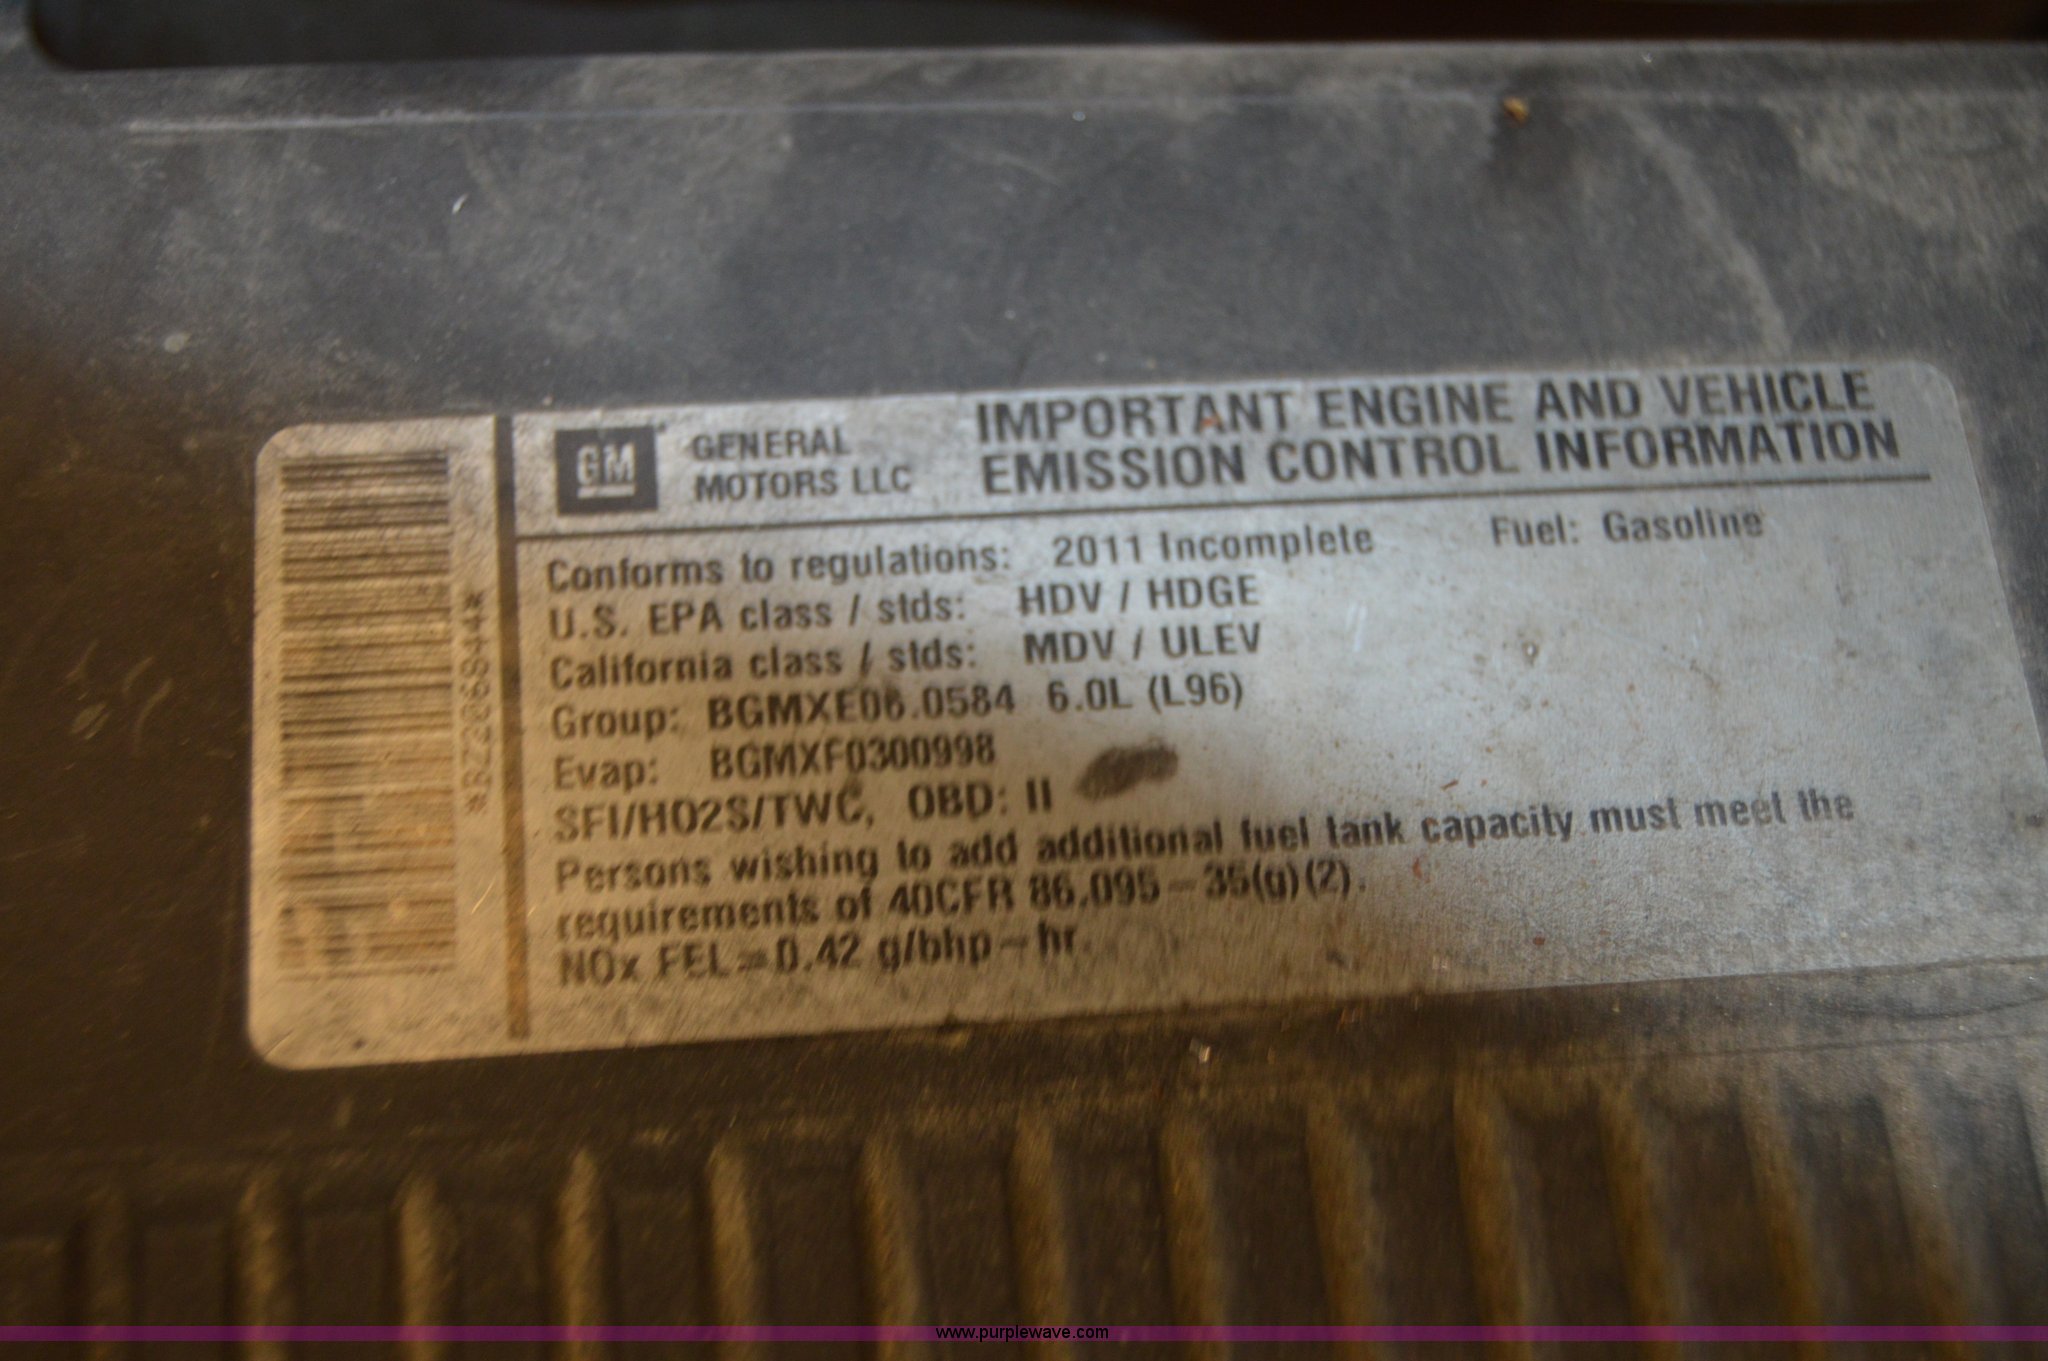 GM GENERAL MOTORS LLC
IMPORTANT ENGINE AND VEHICLE
EMISSION CONTROL INFORMATION
Conforms to regulations: 2011 Incomplete Fuel: Gasoline
U.S. EPA class / stds: HDV / HDGE
California class / stds: MDV / ULEV
Group: BGMXE06.0584 6.0L (L96)
Evap: BGMXF0300998
SFI/HO2S/TWC, OBD: II
Persons wishing to add additional fuel tank capacity must meet the
requirements of 40CFR 86.095-35(g)(2).
NOx FEL=0.42 g/bhp-hr.
www.purplewave.com